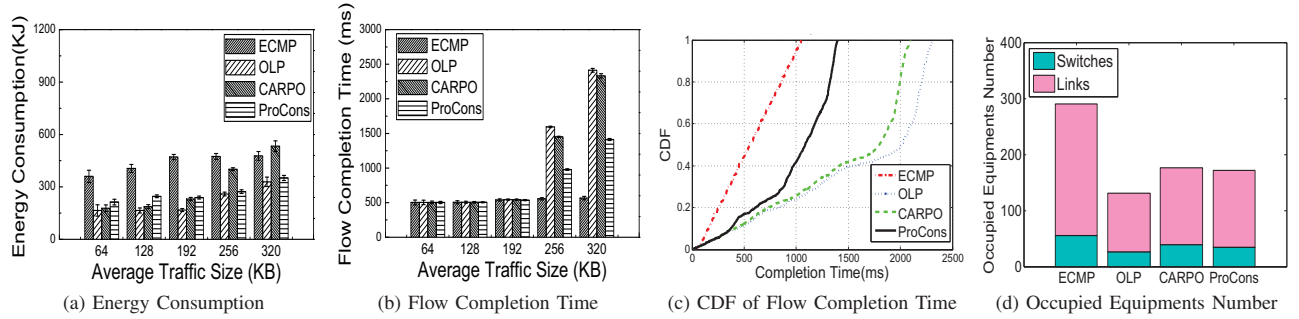 Energy Consumption(KJ)
1200
900
600
300
0
ECMP
OLP
CARPO
ProCons
64 128 192 256 320
Average Traffic Size (KB)
(a) Energy Consumption
Flow Completion Time (ms)
3000
2500
2000
1500
1000
500
0
ECMP
OLP
CARPO
ProCons
64 128 192 256 320
Average Traffic Size (KB)
(b) Flow Completion Time
CDF
1
0.8
0.6
0.4
0.2
0
ECMP
OLP
CARPO
ProCons
0 500 1000 1500 2000 2500
Completion Time(ms)
(c) CDF of Flow Completion Time
Occupied Equipments Number
400
300
200
100
0
Switches
Links
ECMP OLP CARPO ProCons
(d) Occupied Equipments Number